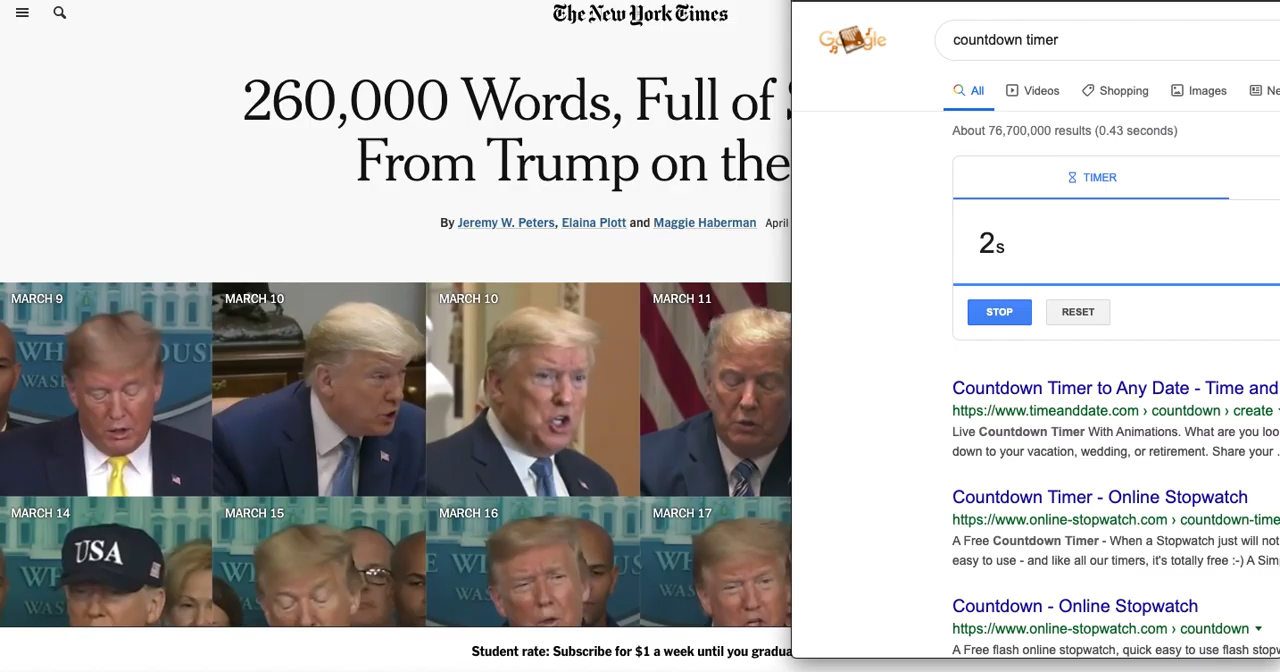 The New York Times
260,000 Words, Full of
From Trump on the
By Jeremy W. Peters, Elaina Plott and Maggie Haberman April
MARCH 9
MARCH 10
MARCH 10
MARCH 11
WH OUS
WAS
MARCH 14
MARCH 15
MARCH 16
MARCH 17
USA
Student rate: Subscribe for $1 a week until you gradua
Google
countdown timer
All Videos Shopping Images Ne
About 76,700,000 results (0.43 seconds)
TIMER
2s
STOP RESET
Countdown Timer to Any Date - Time and
https://www.timeanddate.com › countdown › create
Live Countdown Timer With Animations. What are you loo
down to your vacation, wedding, or retirement. Share your .
Countdown Timer - Online Stopwatch
https://www.online-stopwatch.com › countdown-time
A Free Countdown Timer - When a Stopwatch just will not
easy to use - and like all our timers, it's totally free :-) A Sim
Countdown - Online Stopwatch
https://www.online-stopwatch.com › countdown
A Free flash online stopwatch, quick easy to use flash stopw